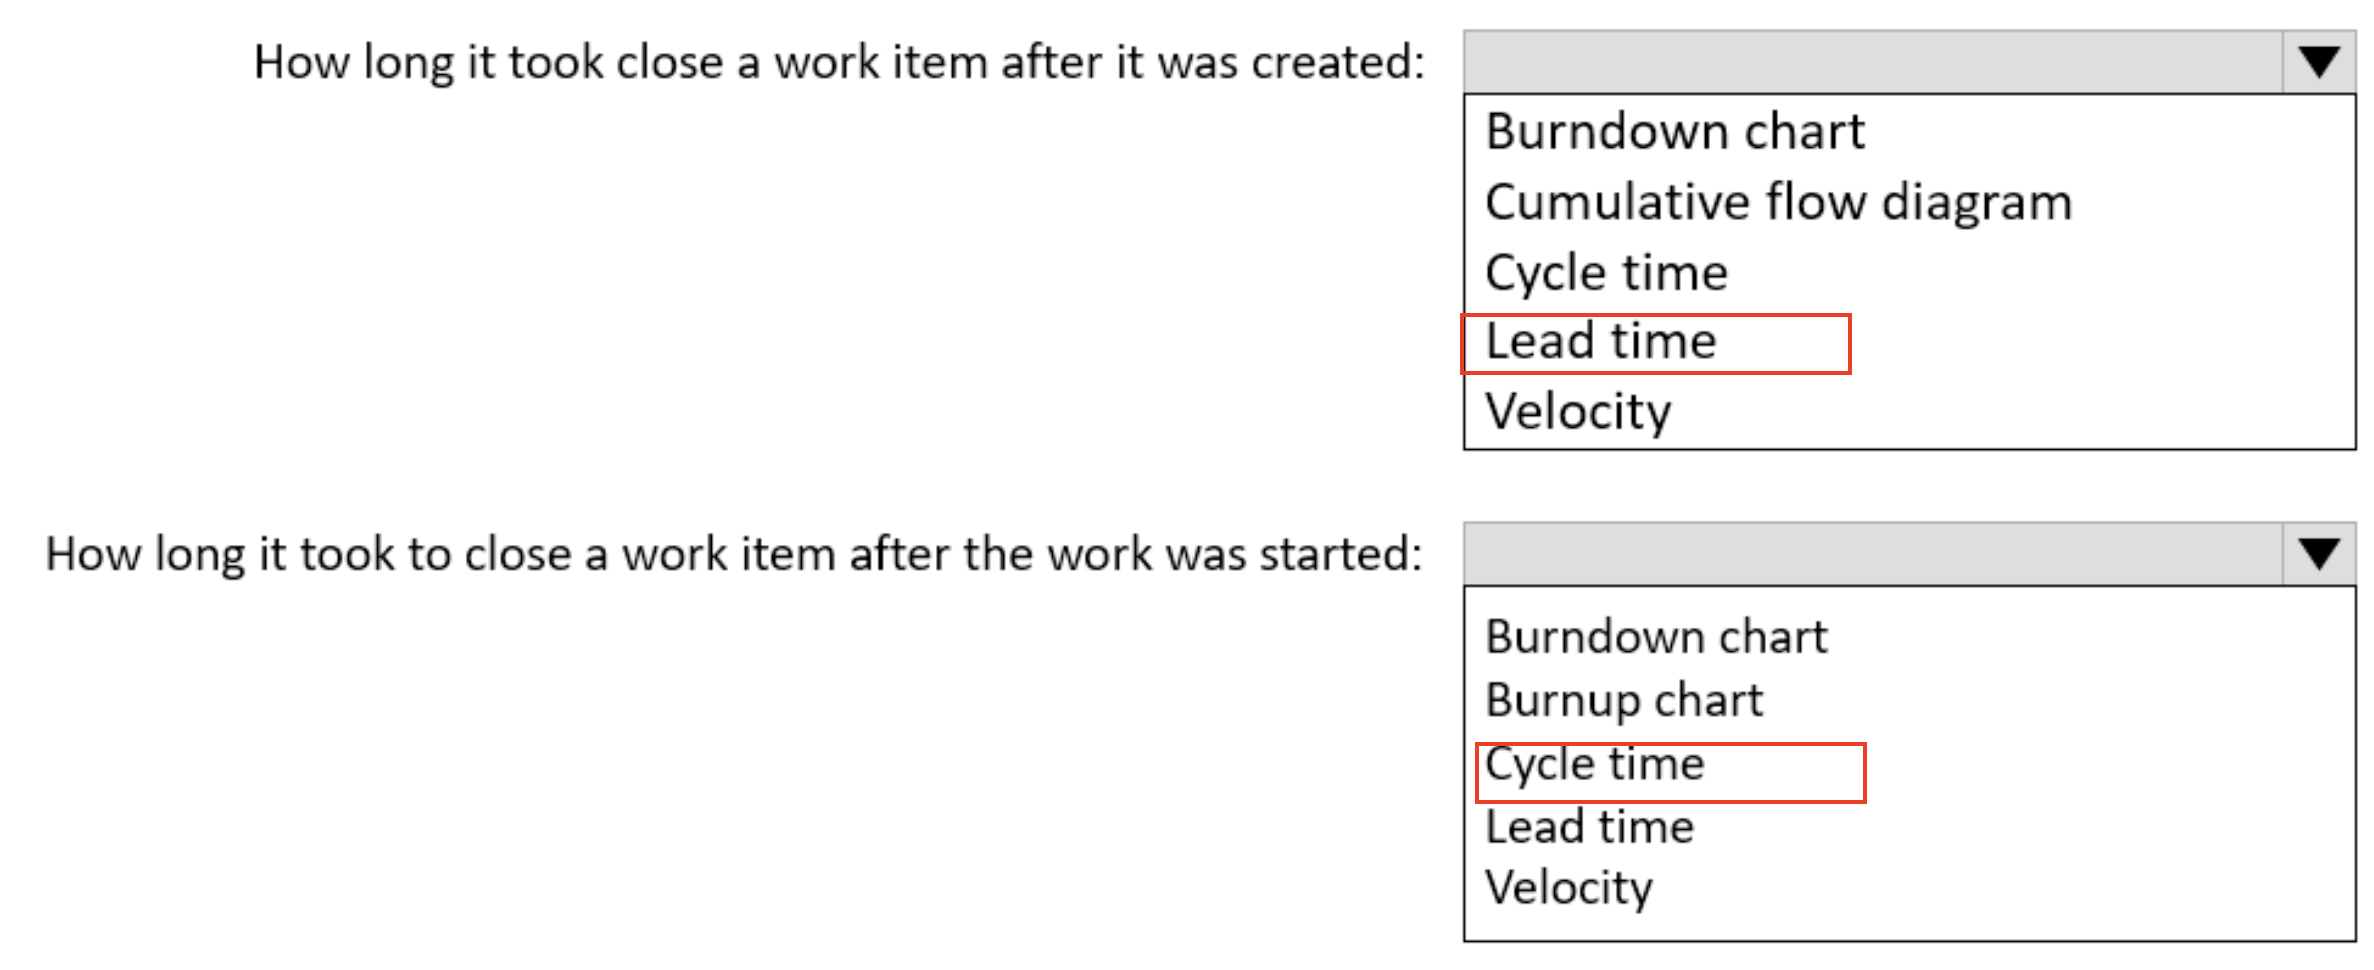 How long it took close a work item after it was created:
Burndown chart
Cumulative flow diagram
Cycle time
Lead time
Velocity
How long it took to close a work item after the work was started:
Burndown chart
Burnup chart
Cycle time
Lead time
Velocity